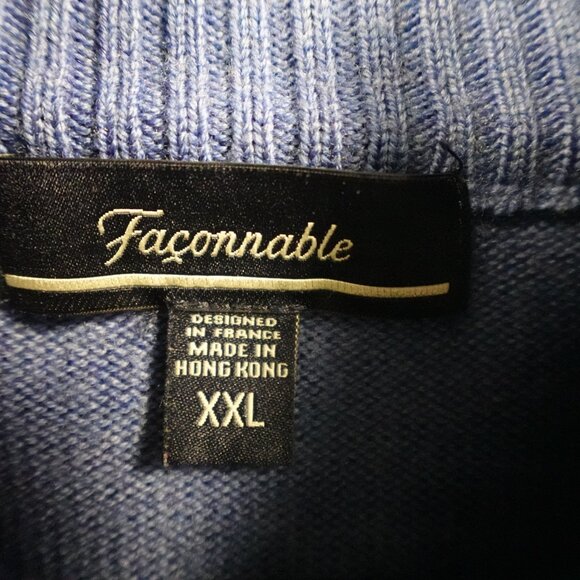 Façonnable
DESIGNED
IN FRANCE
MADE IN
HONG KONG
XXL